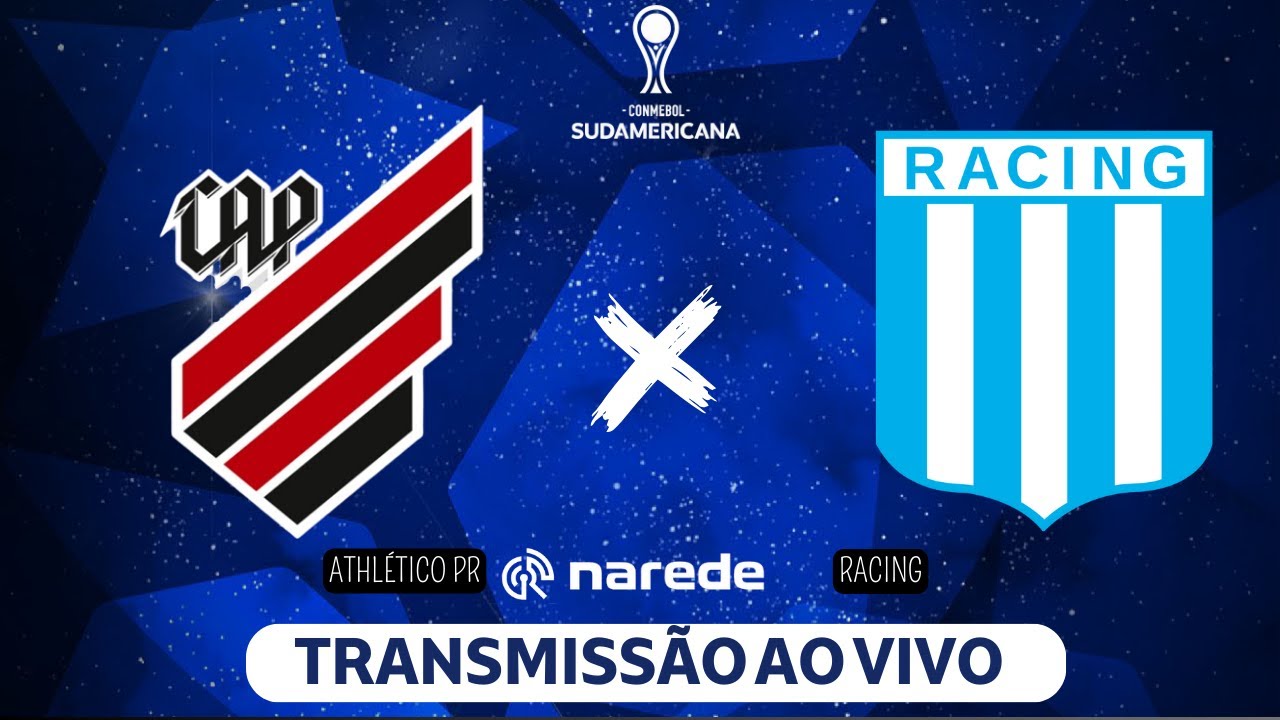 - CONMEBOL -
SUDAMERICANA
CAP
RACING
ATHLÉTICO PR
narede
RACING
TRANSMISSÃO AO VIVO